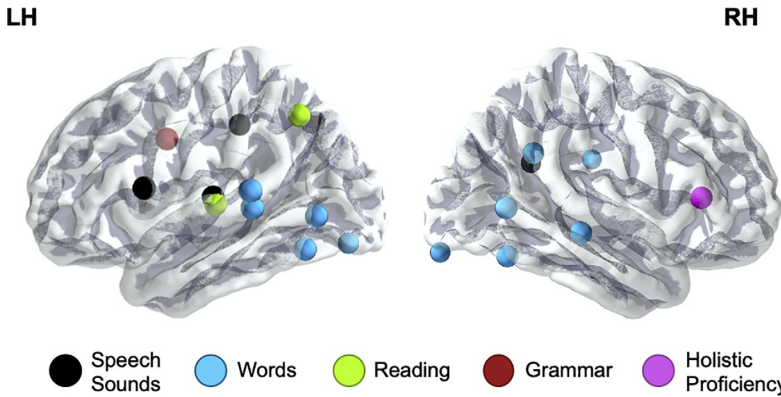 LH
RH
Speech
Sounds
Words
Reading
Grammar
Holistic
Proficiency